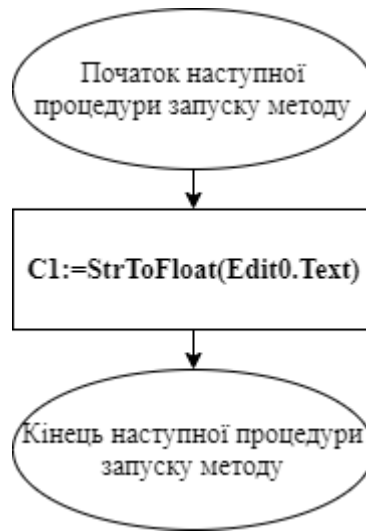 Початок наступної
процедури запуску методу
C1:=StrToFloat(Edit0.Text)
Кінець наступної процедури
запуску методу